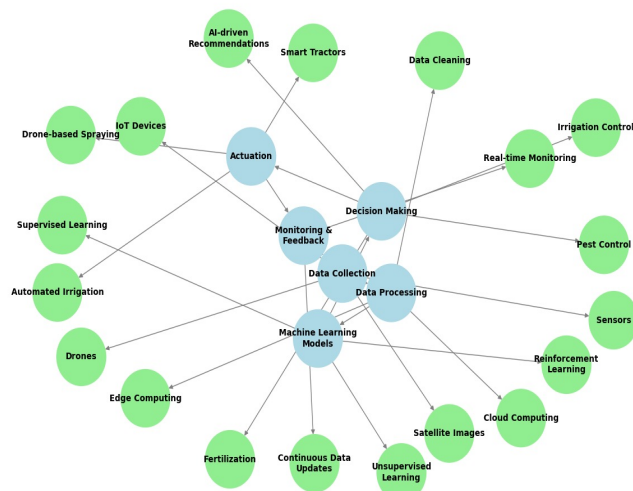 AI-driven
Recommendations
Smart Tractors
Data Cleaning
Drone-based Spraying
IoT Devices
Irrigation Control
Actuation
Real-time Monitoring
Supervised Learning
Decision Making
Monitoring &
Feedback
Pest Control
Data Collection
Automated Irrigation
Data Processing
Sensors
Machine Learning
Models
Drones
Reinforcement
Learning
Edge Computing
Cloud Computing
Satellite Images
Fertilization
Continuous Data
Updates
Unsupervised
Learning